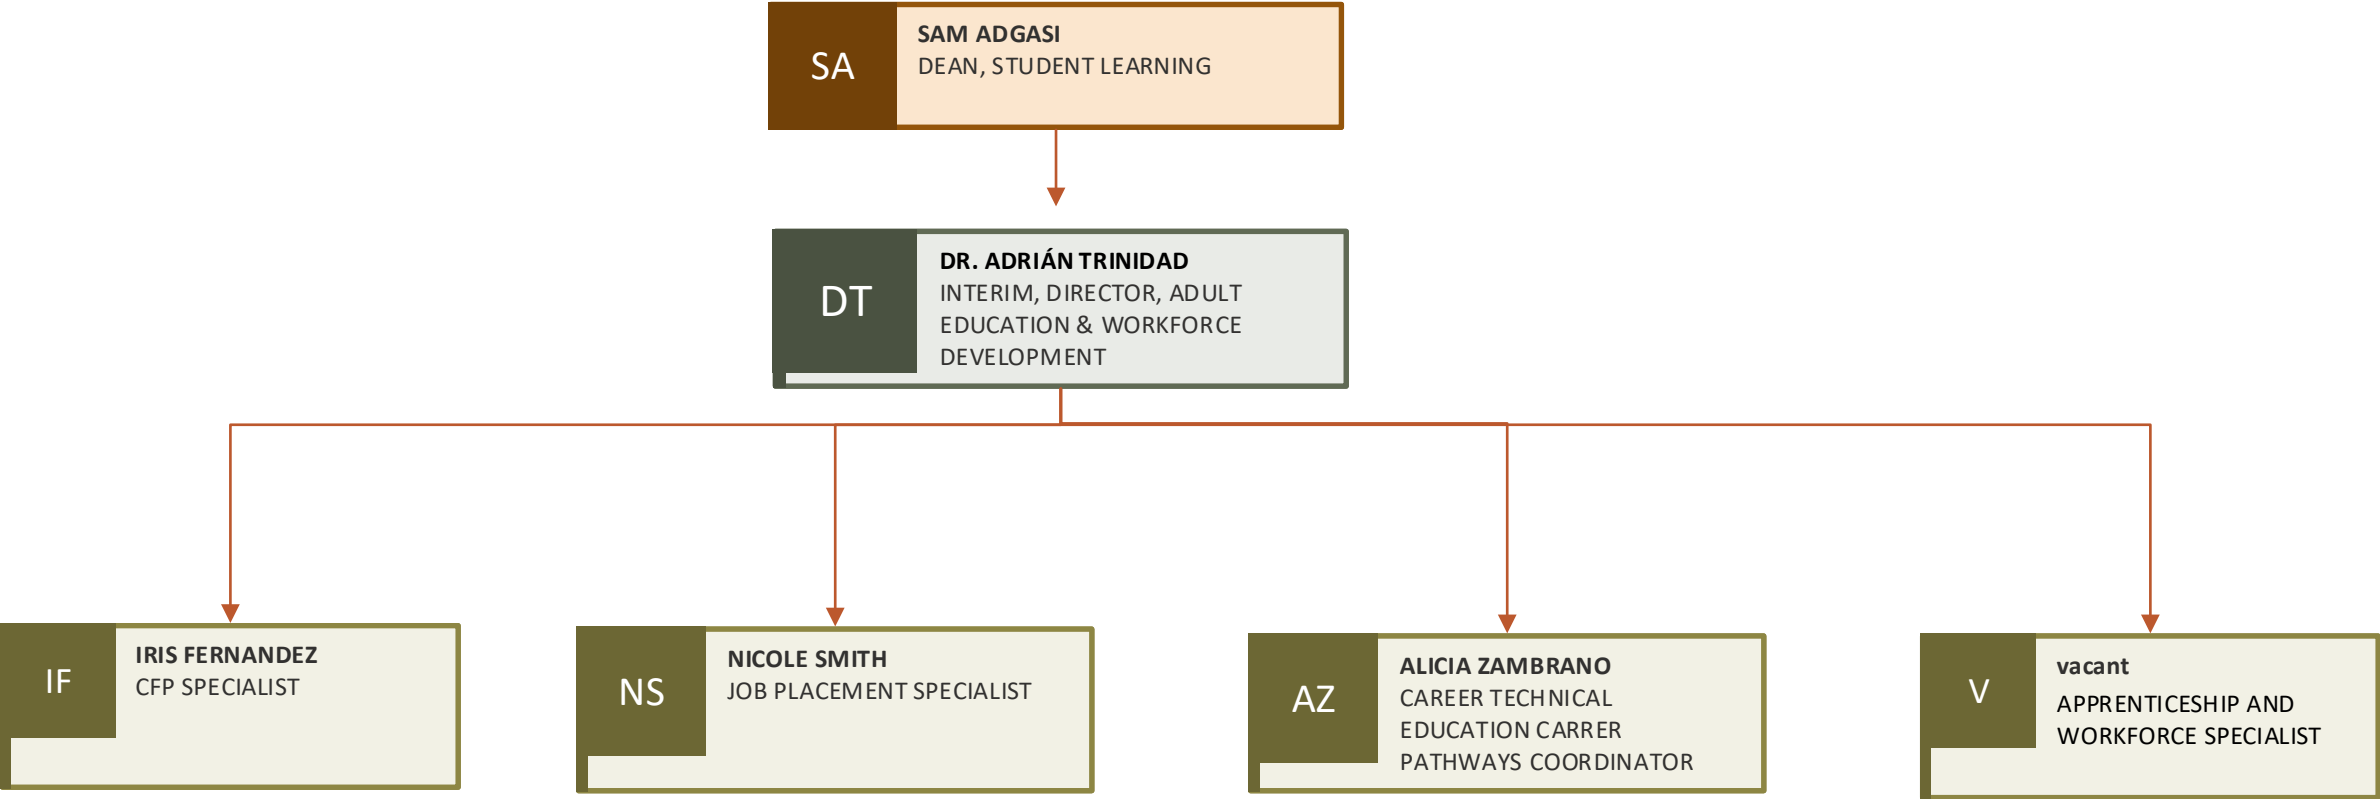 SA
SAM ADGASI
DEAN, STUDENT LEARNING
DT
DR. ADRIÁN TRINIDAD
INTERIM, DIRECTOR, ADULT
EDUCATION & WORKFORCE
DEVELOPMENT
IF
IRIS FERNANDEZ
CFP SPECIALIST
NS
NICOLE SMITH
JOB PLACEMENT SPECIALIST
AZ
ALICIA ZAMBRANO
CAREER TECHNICAL
EDUCATION CARRER
PATHWAYS COORDINATOR
V
vacant
APPRENTICESHIP AND
WORKFORCE SPECIALIST